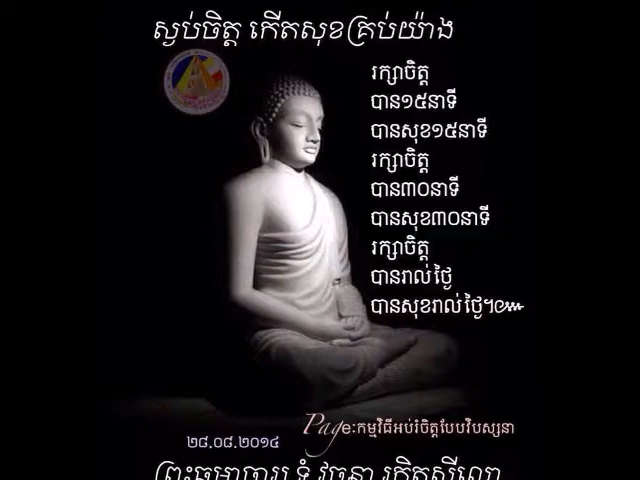 ស្ងប់ចិត្ត កើតសុខគ្រប់យ៉ាង
រក្សាចិត្ត
បាន១៥នាទី
បានសុខ១៥នាទី
រក្សាចិត្ត
បាន៣០នាទី
បានសុខ៣០នាទី
រក្សាចិត្ត
បានរាល់ថ្ងៃ
បានសុខរាល់ថ្ងៃ។
Page:កម្មវិធីអប់រំចិត្តបែបវិបស្សនា
២៨.០៨.២០១៤